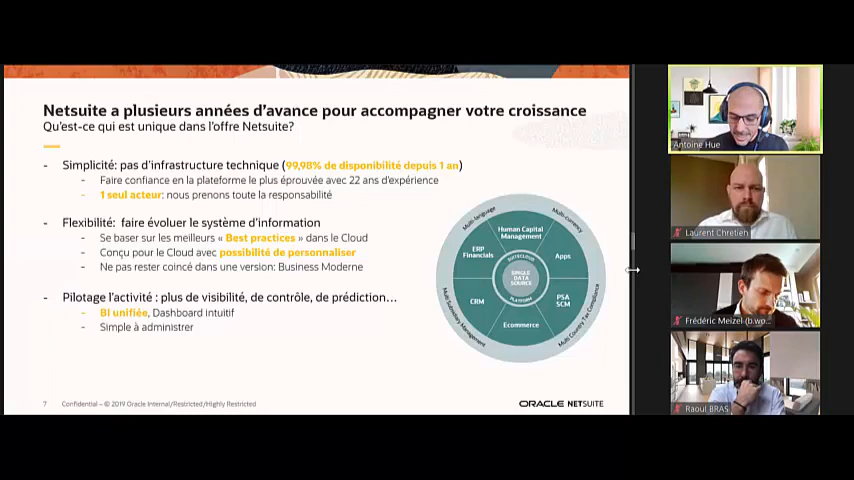 Netsuite a plusieurs années d'avance pour accompagner votre croissance
Qu'est-ce qui est unique dans l'offre Netsuite?
- Simplicité: pas d'infrastructure technique (99,98% de disponibilité depuis 1 an)
- Faire confiance en la plateforme le plus éprouvée avec 22 ans d'expérience
- 1 seul acteur: nous prenons toute la responsabilité
- Flexibilité: faire évoluer le système d'information
- Se baser sur les meilleurs « Best practices » dans le Cloud
- Conçu pour le Cloud avec possibilité de personnaliser
- Ne pas rester coincé dans une version: Business Moderne
- Pilotage l'activité : plus de visibilité, de contrôle, de prédiction...
- BI unifiée, Dashboard intuitif
- Simple à administrer
Multi-language
Multi-currency
Human Capital
Management
ERP
Financials
Apps
SUITECLOUD
SINGLE
DATA
SOURCE
PLATFORM
CRM
PSA
SCM
Ecommerce
Multi Subsidiary Management
Multi Country Tax Compliance
7 Confidential – © 2019 Oracle Internal/Restricted/Highly Restricted
ORACLE NETSUITE
Antoine Hue
Laurent Chretien
Frédéric Meizel (b.wo...
Raoul BRAS